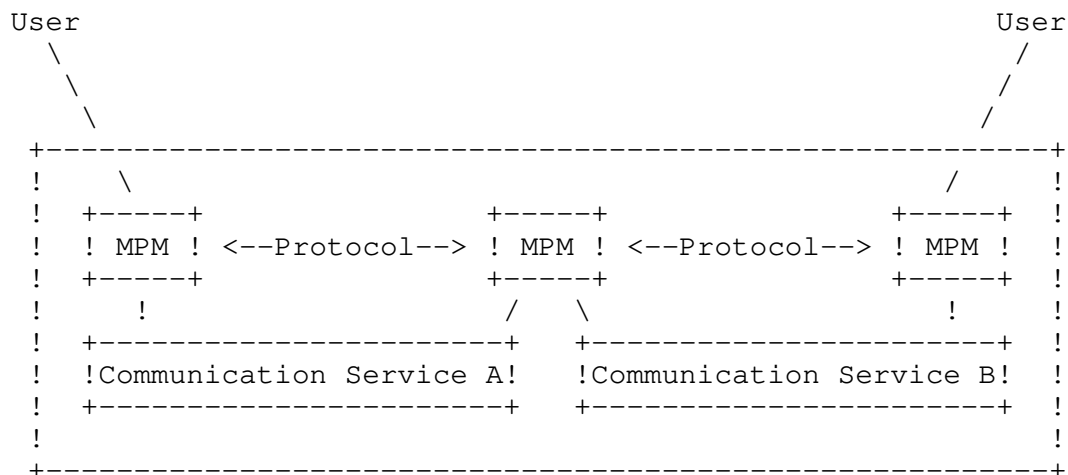 User User
MPM <--Protocol--> MPM <--Protocol--> MPM
Communication Service A Communication Service B